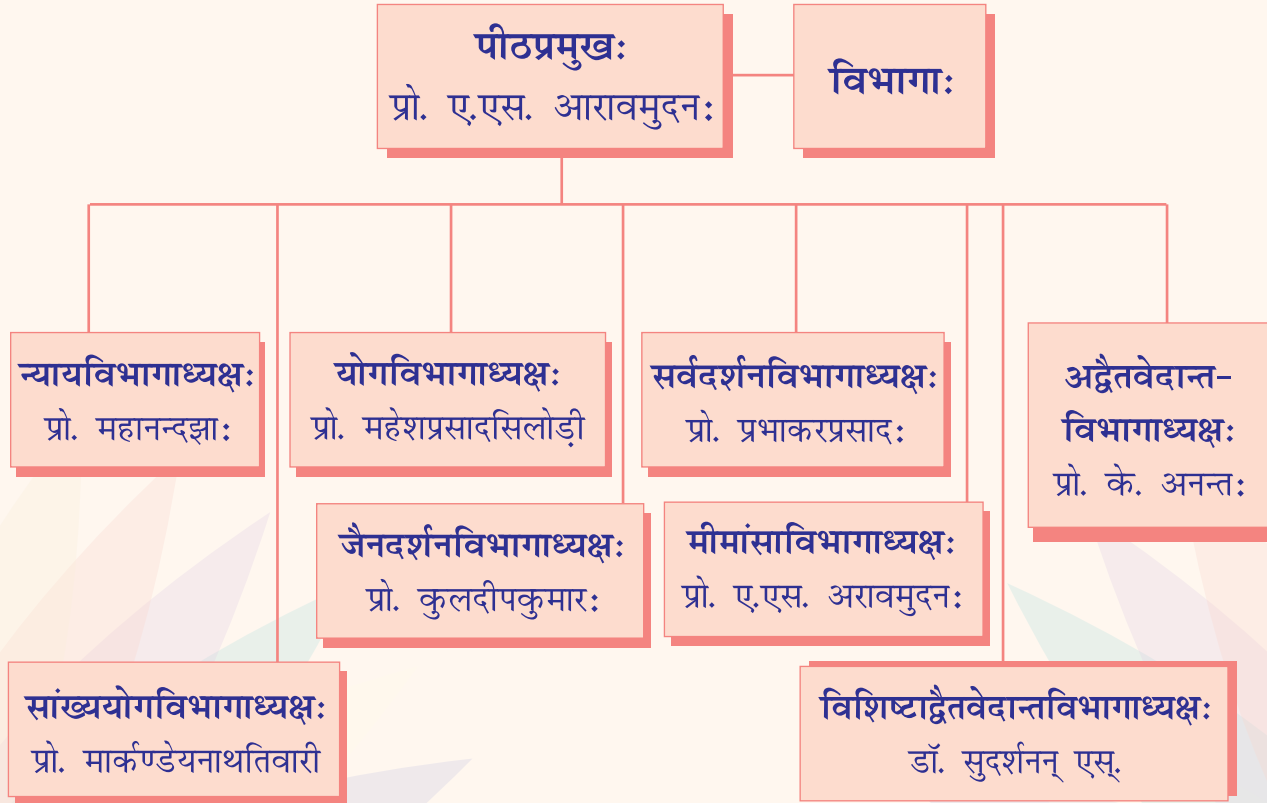 पीठप्रमुखः
प्रो. ए.एस. आरावमुदनः
विभागाः
न्यायविभागाध्यक्षः
प्रो. महानन्दझाः
योगविभागाध्यक्षः
प्रो. महेशप्रसादसिलोड़ी
सर्वदर्शनविभागाध्यक्षः
प्रो. प्रभाकरप्रसादः
अद्वैतवेदान्त-
विभागाध्यक्षः
प्रो. के. अनन्तः
जैनदर्शनविभागाध्यक्षः
प्रो. कुलदीपकुमारः
मीमांसाविभागाध्यक्षः
प्रो. ए.एस. अरावमुदनः
सांख्ययोगविभागाध्यक्षः
प्रो. मार्कण्डेयनाथतिवारी
विशिष्टाद्वैतवेदान्तविभागाध्यक्षः
डॉ. सुदर्शनन् एस्.